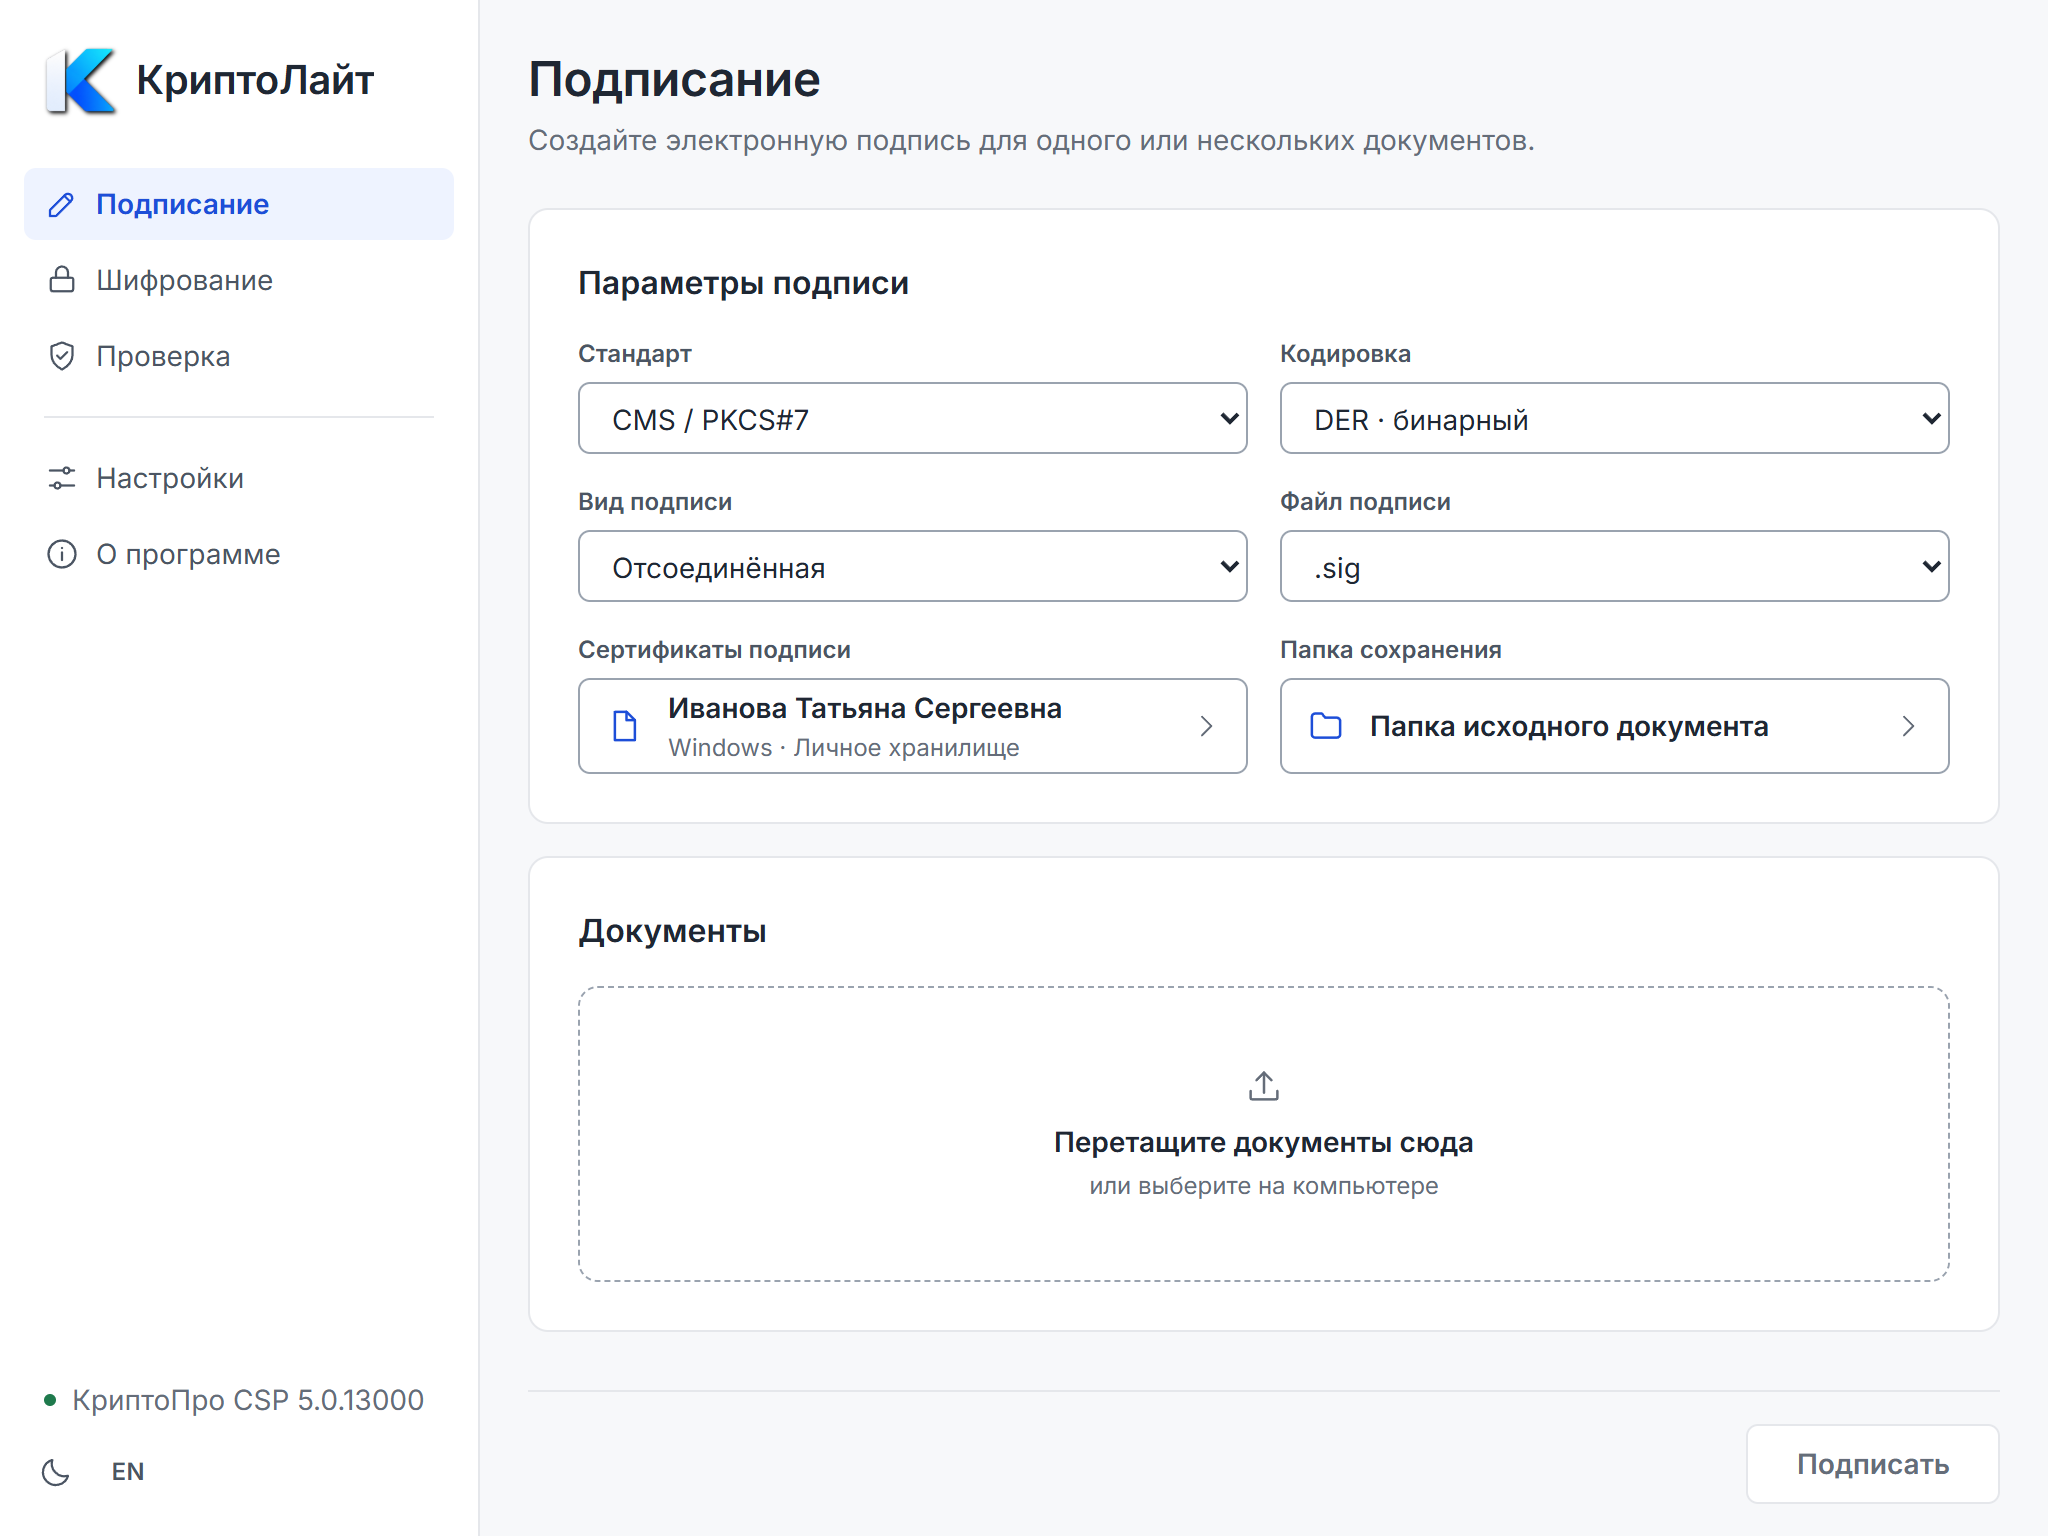 КриптоЛайт
Подписание
Шифрование
Проверка
Настройки
О программе
КриптоПро CSP 5.0.13000
EN
Подписание
Создайте электронную подпись для одного или нескольких документов.
Параметры подписи
Стандарт
CMS / PKCS#7
Кодировка
DER · бинарный
Вид подписи
Отсоединённая
Файл подписи
.sig
Сертификаты подписи
Иванова Татьяна Сергеевна
Windows · Личное хранилище
Папка сохранения
Папка исходного документа
Документы
Перетащите документы сюда
или выберите на компьютере
Подписать